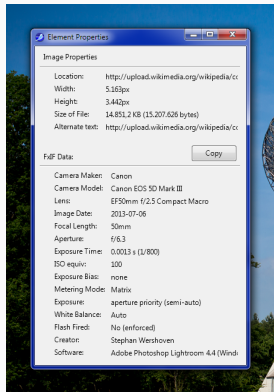 Element Properties
Image Properties
Location: http://upload.wikimedia.org/wikipedia/cc
Width: 5.163px
Height: 3.442px
Size of File: 14.851,2 KB (15.207.626 bytes)
Alternate text: http://upload.wikimedia.org/wikipedia/cc
FxIF Data: Copy
Camera Maker: Canon
Camera Model: Canon EOS 5D Mark III
Lens: EF50mm f/2.5 Compact Macro
Image Date: 2013-07-06
Focal Length: 50mm
Aperture: f/6.3
Exposure Time: 0.0013 s (1/800)
ISO equiv: 100
Exposure Bias: none
Metering Mode: Matrix
Exposure: aperture priority (semi-auto)
White Balance: Auto
Flash Fired: No (enforced)
Creator: Stephan Wershoven
Software: Adobe Photoshop Lightroom 4.4 (Windo